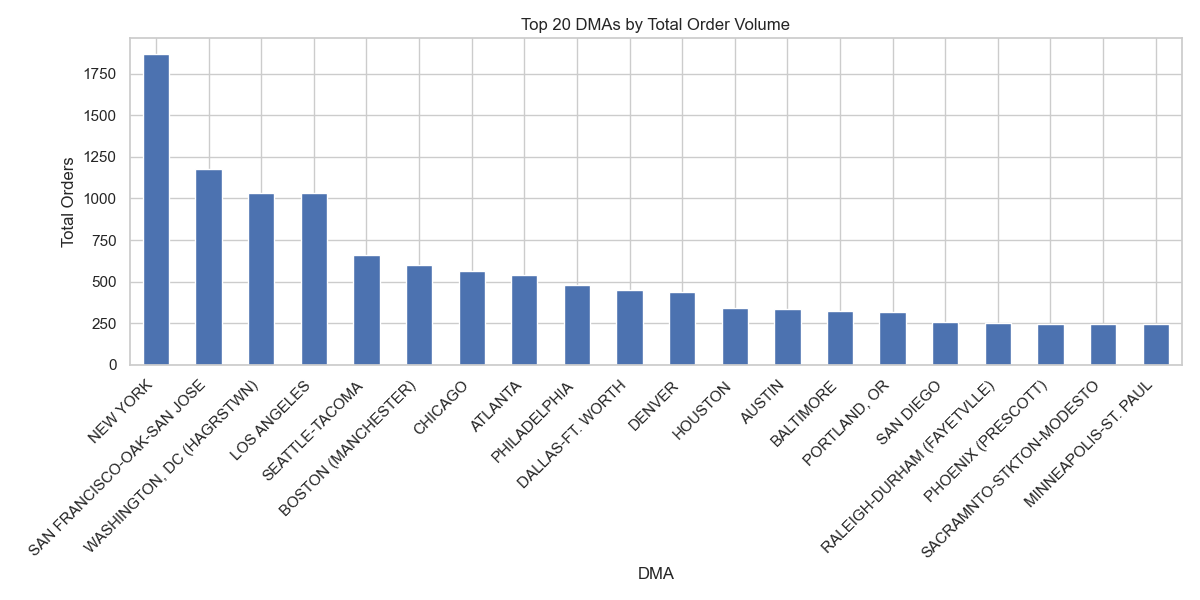 Top 20 DMAs by Total Order Volume
Total Orders
1750
1500
1250
1000
750
500
250
0
NEW YORK
SAN FRANCISCO-OAK-SAN JOSE
WASHINGTON, DC (HAGRSTWN)
LOS ANGELES
SEATTLE-TACOMA
BOSTON (MANCHESTER)
CHICAGO
ATLANTA
PHILADELPHIA
DALLAS-FT. WORTH
DENVER
HOUSTON
AUSTIN
BALTIMORE
PORTLAND, OR
SAN DIEGO
RALEIGH-DURHAM (FAYETVLLE)
PHOENIX (PRESCOTT)
SACRAMNTO-STKTON-MODESTO
MINNEAPOLIS-ST. PAUL
DMA